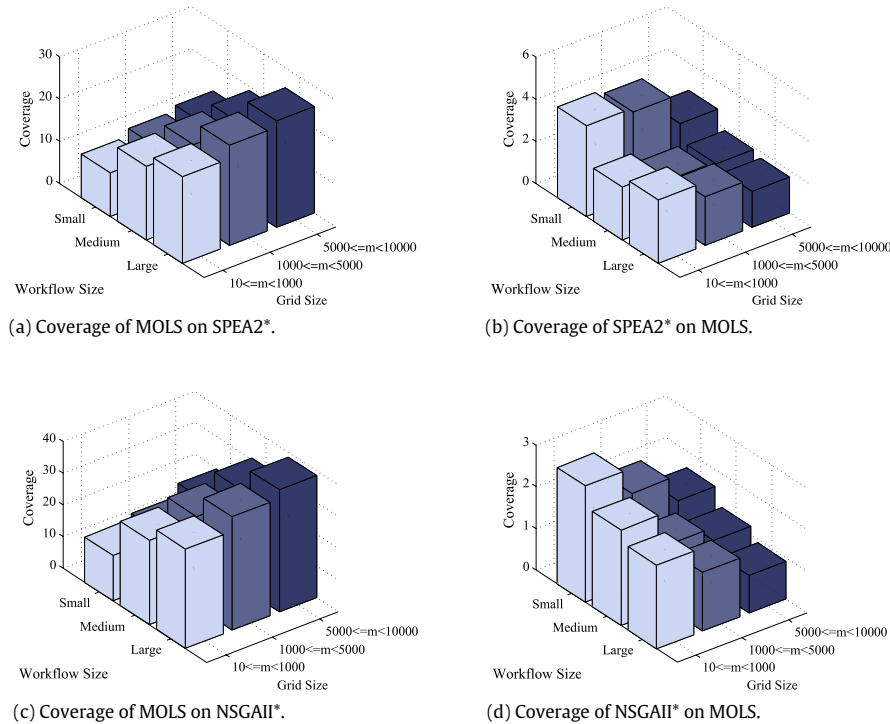 30
20
10
0
Coverage
Small
Medium
Large
Workflow Size
10<=m<1000
1000<=m<5000
5000<=m<10000
Grid Size
(a) Coverage of MOLS on SPEA2*.
6
4
2
0
Coverage
Small
Medium
Large
Workflow Size
10<=m<1000
1000<=m<5000
5000<=m<10000
Grid Size
(b) Coverage of SPEA2* on MOLS.
40
30
20
10
0
Coverage
Small
Medium
Large
Workflow Size
10<=m<1000
1000<=m<5000
5000<=m<10000
Grid Size
(c) Coverage of MOLS on NSGAII*.
3
2
1
0
Coverage
Small
Medium
Large
Workflow Size
10<=m<1000
1000<=m<5000
5000<=m<10000
Grid Size
(d) Coverage of NSGAII* on MOLS.